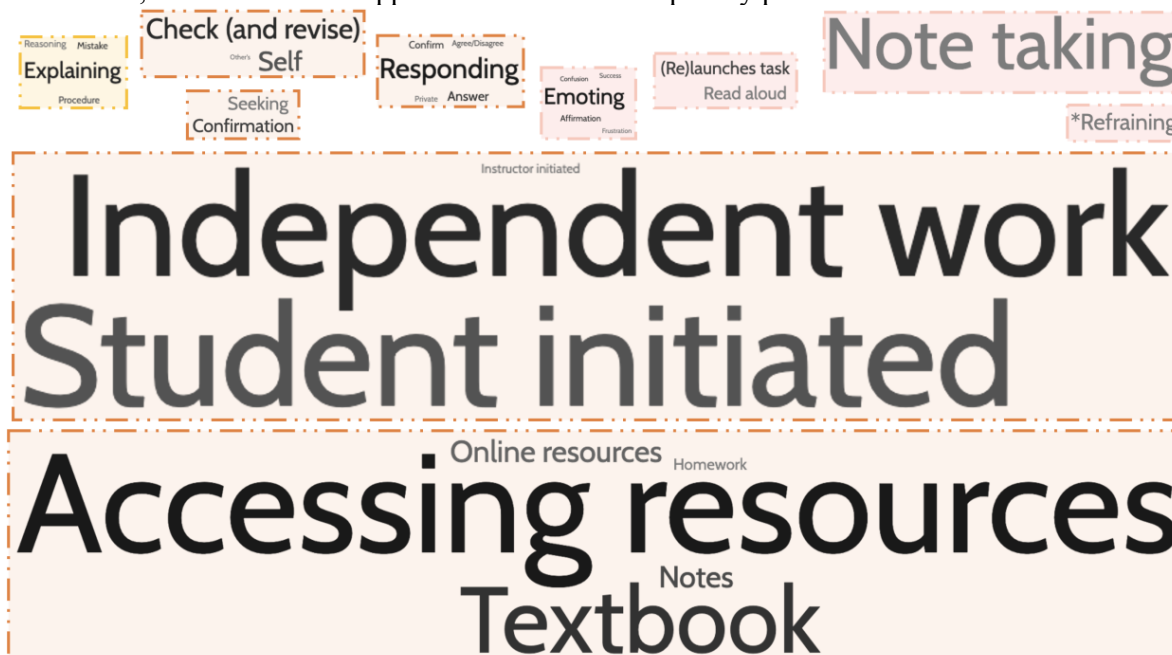 Reasoning Mistake
Explaining
Procedure
Check (and revise)
Other's Self
Seeking
Confirmation
Confirm Agree/Disagree
Responding
Private Answer
Confusion Success
Emoting
Affirmation
Frustration
(Re)launches task
Read aloud
Note taking
*Refraining
Instructor initiated
Independent work
Student initiated
Online resources
Homework
Accessing resources
Notes
Textbook